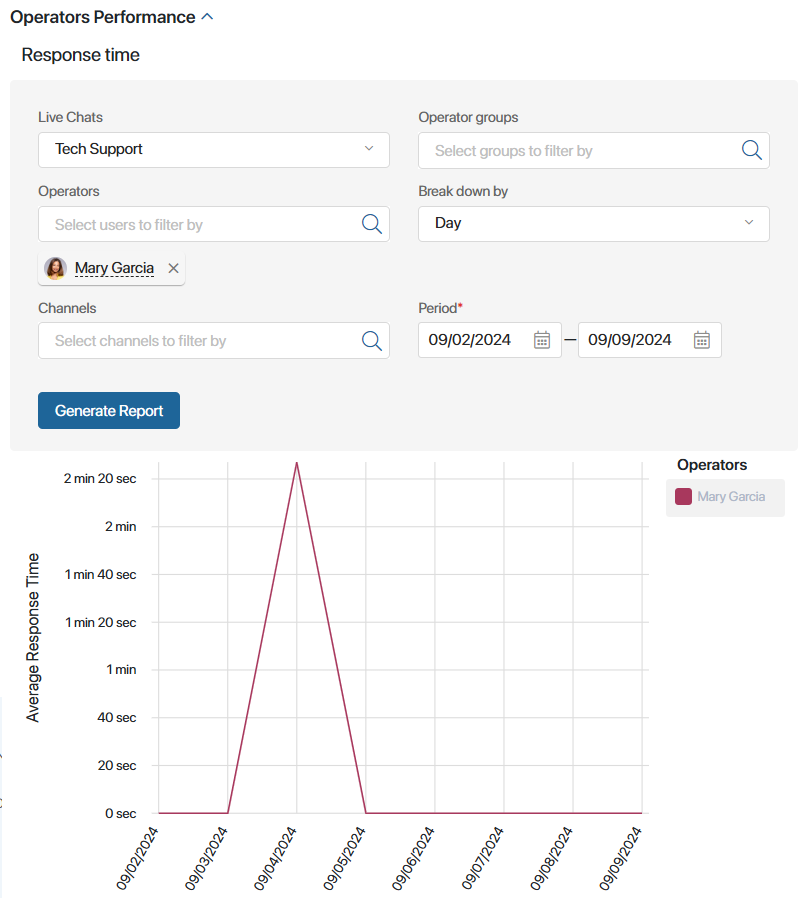 Operators Performance
Response time
Live Chats
Operator groups
Tech Support
Select groups to filter by
Operators
Break down by
Select users to filter by
Day
Mary Garcia
Channels
Period*
Select channels to filter by
09/02/2024 — 09/09/2024
Generate Report
Operators
Mary Garcia
Average Response Time
2 min 20 sec
2 min
1 min 40 sec
1 min 20 sec
1 min
40 sec
20 sec
0 sec
09/02/2024
09/03/2024
09/04/2024
09/05/2024
09/06/2024
09/07/2024
09/08/2024
09/09/2024